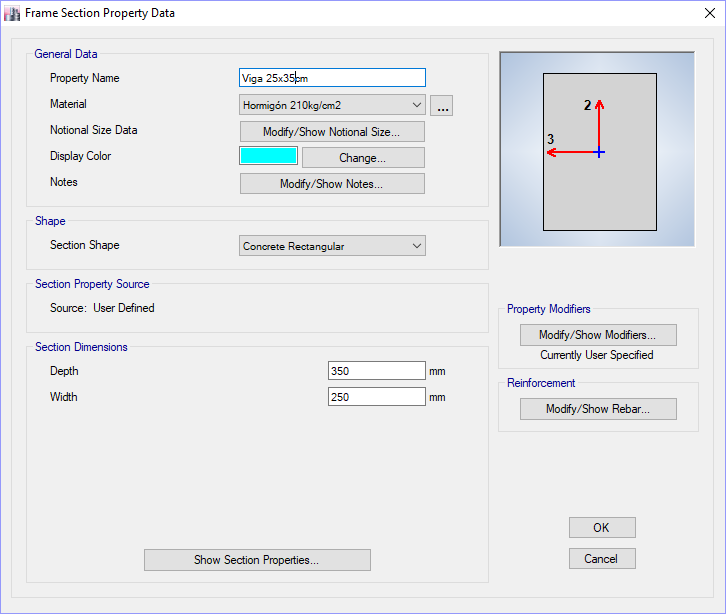 Frame Section Property Data
General Data
Property Name Viga 25x35cm
Material Hormigón 210kg/cm2 ...
Notional Size Data Modify/Show Notional Size...
Display Color Change...
Notes Modify/Show Notes...
Shape
Section Shape Concrete Rectangular
Section Property Source
Source: User Defined
Section Dimensions
Depth 350 mm
Width 250 mm
Show Section Properties...
2
3
Property Modifiers
Modify/Show Modifiers...
Currently User Specified
Reinforcement
Modify/Show Rebar...
OK
Cancel